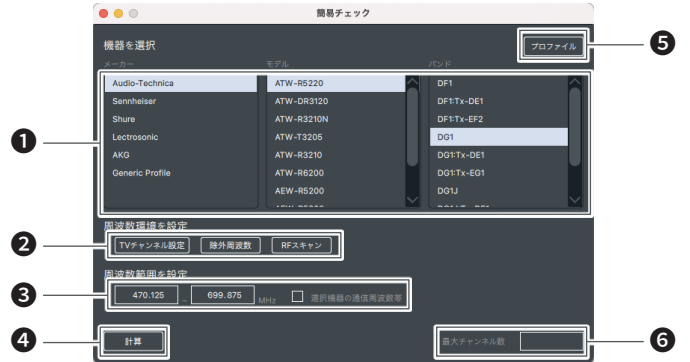 簡易チェック
機器を選択
プロファイル
❺
メーカー モデル バンド
Audio-Technica ATW-R5220 DF1
Sennheiser ATW-DR3120 DF1:Tx-DE1
Shure ATW-R3210N DF1:Tx-EF2
❶
Lectrosonic ATW-T3205 DG1
AKG ATW-R3210 DG1:Tx-DE1
Generic Profile ATW-R6200 DG1:Tx-EG1
AEW-R5200 DG1J
周波数環境を設定
❷
TVチャンネル設定 除外周波数 RFスキャン
周波数範囲を設定
❸
470.125 ~ 699.875 MHz 選択機器の通信周波数帯
❹
計算 最大チャンネル数
❻